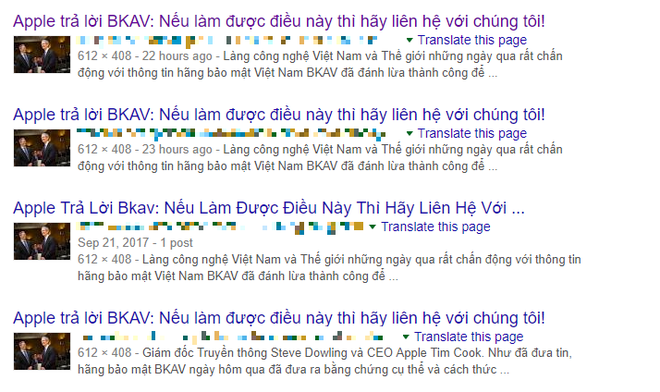 Apple trả lời BKAV: Nếu làm được điều này thì hãy liên hệ với chúng tôi!
Translate this page
612 × 408 - 22 hours ago - Làng công nghệ Việt Nam và Thế giới những ngày qua rất chấn
động với thông tin hãng bảo mật Việt Nam BKAV đã đánh lừa thành công để ...
Apple trả lời BKAV: Nếu làm được điều này thì hãy liên hệ với chúng tôi!
Translate this page
612 × 408 - 23 hours ago - Làng công nghệ Việt Nam và Thế giới những ngày qua rất chấn
động với thông tin hãng bảo mật Việt Nam BKAV đã đánh lừa thành công để ...
Apple Trả Lời Bkav: Nếu Làm Được Điều Này Thì Hãy Liên Hệ Với ...
Translate this page
Sep 21, 2017 - 1 post
612 × 408 - Làng công nghệ Việt Nam và Thế giới những ngày qua rất chấn động với thông tin
hãng bảo mật Việt Nam BKAV đã đánh lừa thành công để ...
Apple trả lời BKAV: Nếu làm được điều này thì hãy liên hệ với chúng tôi!
Translate this page
612 × 408 - Giám đốc Truyền thông Steve Dowling và CEO Apple Tim Cook. Như đã đưa tin,
hãng bảo mật BKAV ngày hôm qua đã đưa ra bằng chứng cụ thể và cách thức ...